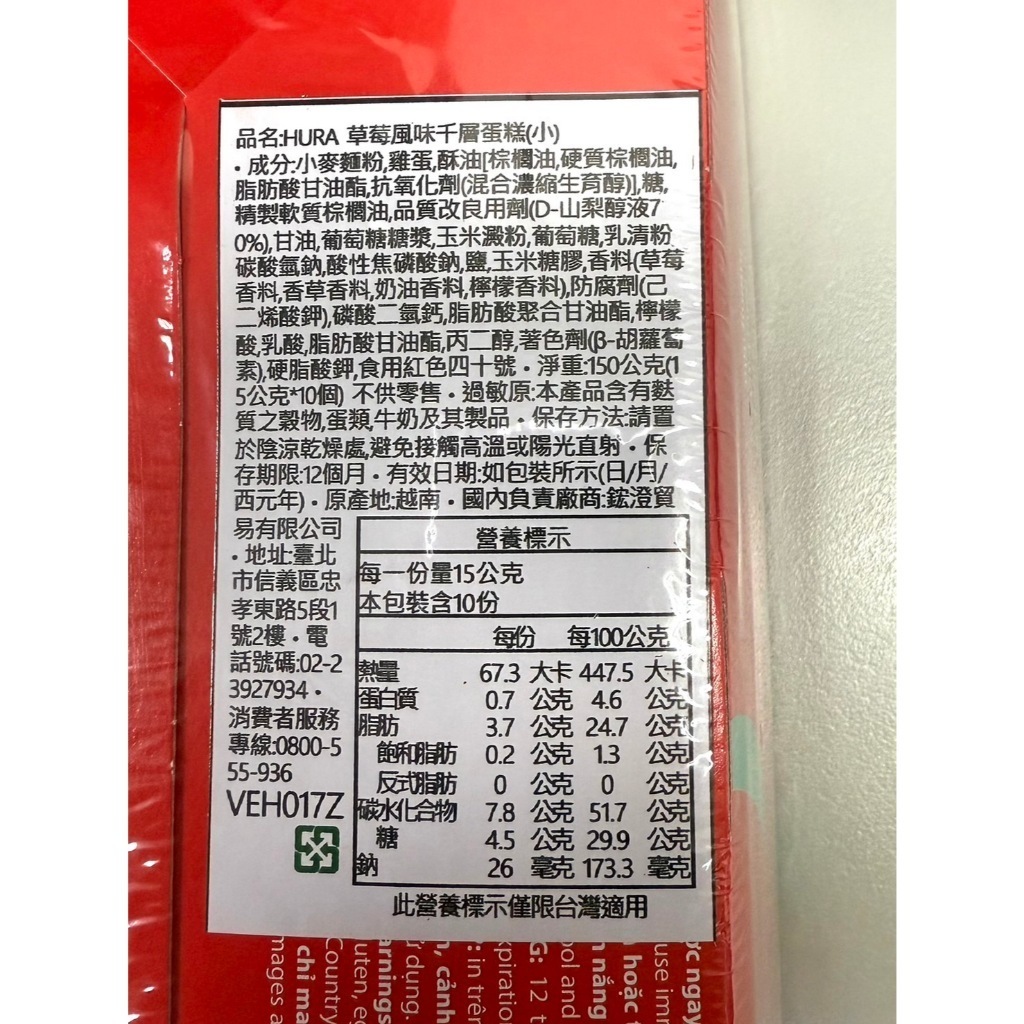 品名:HURA 草莓風味千層蛋糕(小)
・成分:小麥麵粉,雞蛋,酥油[棕櫚油,硬質棕櫚油,
脂肪酸甘油酯,抗氧化劑(混合濃縮生育醇)],糖,
精製軟質棕櫚油,品質改良用劑(D-山梨醇液7
0%),甘油,葡萄糖糖漿,玉米澱粉,葡萄糖,乳清粉
碳酸氫鈉,酸性焦磷酸鈉,鹽,玉米糖膠,香料(草莓
香料,香草香料,奶油香料,檸檬香料),防腐劑(己
二烯酸鉀),磷酸二氫鈣,脂肪酸聚合甘油酯,檸檬
酸,乳酸,脂肪酸甘油酯,丙二醇,著色劑(β-胡蘿蔔
素),硬脂酸鉀,食用紅色四十號・淨重:150公克(1
5公克*10個) 不供零售・過敏原:本產品含有麩
質之穀物,蛋類,牛奶及其製品・保存方法:請置
於陰涼乾燥處,避免接觸高溫或陽光直射・保
存期限:12個月・有效日期:如包裝所示(日/月/
西元年)・原產地:越南・國內負責廠商:鋐澄貿
易有限公司
・地址:臺北
市信義區忠
孝東路5段1
號2樓・電
話號碼:02-2
3927934・
消費者服務
專線:0800-5
55-936
VEH017Z
營養標示
每一份量15公克
本包裝含10份
每份 每100公克
熱量 67.3 大卡 447.5 大卡
蛋白質 0.7 公克 4.6 公克
脂肪 3.7 公克 24.7 公克
飽和脂肪 0.2 公克 1.3 公克
反式脂肪 0 公克 0 公克
碳水化合物 7.8 公克 51.7 公克
糖 4.5 公克 29.9 公克
鈉 26 毫克 173.3 毫克
此營養標示僅限台灣適用
ngay
use
hoặc
n nắng
and
G: 12
: in trên
, cảnh
dụng.
arnings
Country
chỉ
mages